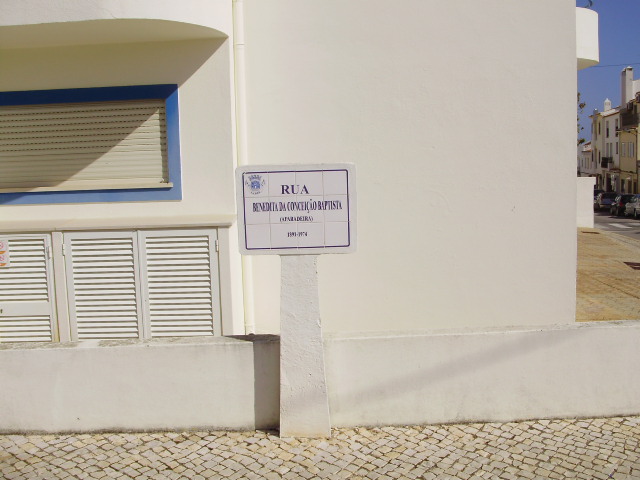 RUA
BENEDITA DA CONCEIÇÃO BAPTISTA
(APARADEIRA)
1891-1974